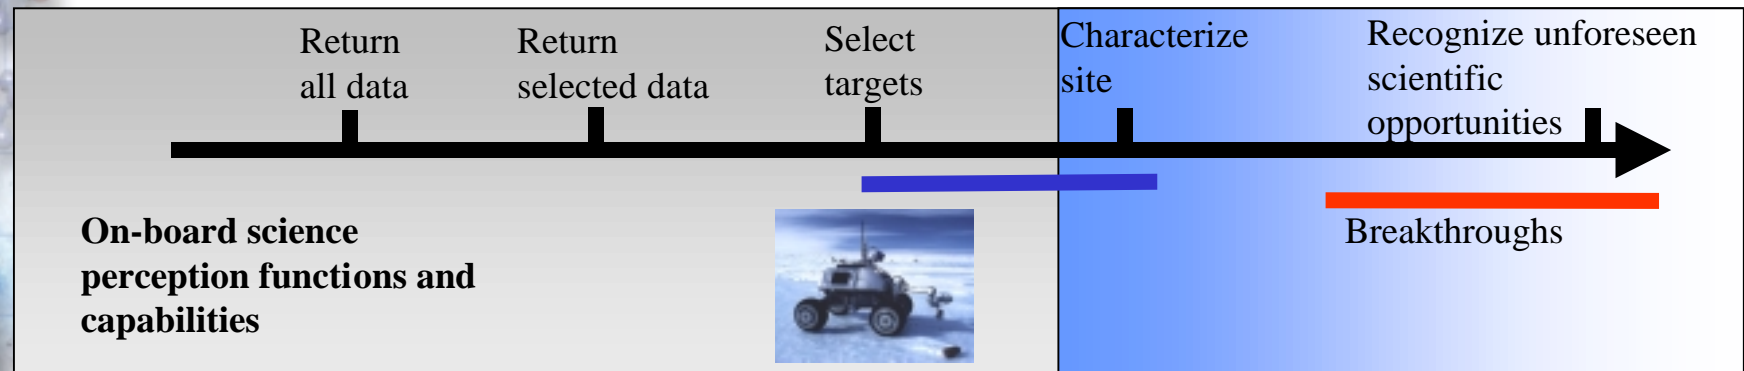 Return
all data
Return
selected data
Select
targets
Characterize
site
Recognize unforeseen
scientific
opportunities
On-board science
perception functions and
capabilities
Breakthroughs